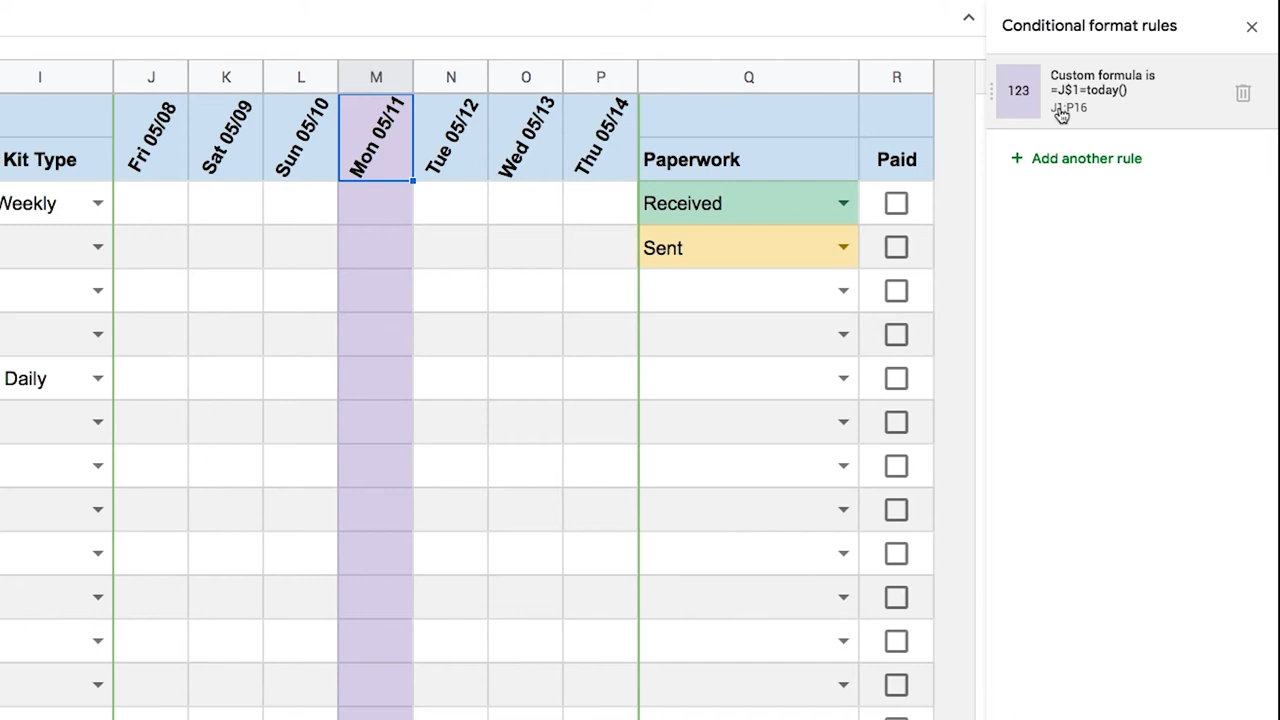 Conditional format rules
123
Custom formula is
=J$1=today()
J1:P16
+ Add another rule
I J K L M N O P Q R
Kit Type Fri 05/08 Sat 05/09 Sun 05/10 Mon 05/11 Tue 05/12 Wed 05/13 Thu 05/14 Paperwork Paid
Weekly Received
Sent
Daily